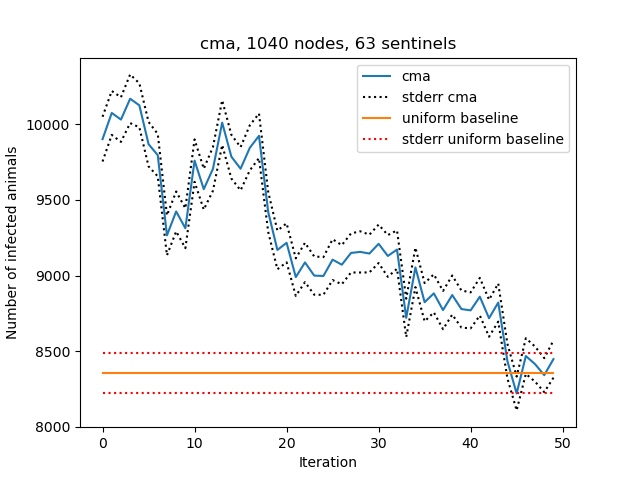 cma, 1040 nodes, 63 sentinels
cma
stderr cma
uniform baseline
stderr uniform baseline
Number of infected animals
10000
9500
9000
8500
8000
0 10 20 30 40 50
Iteration